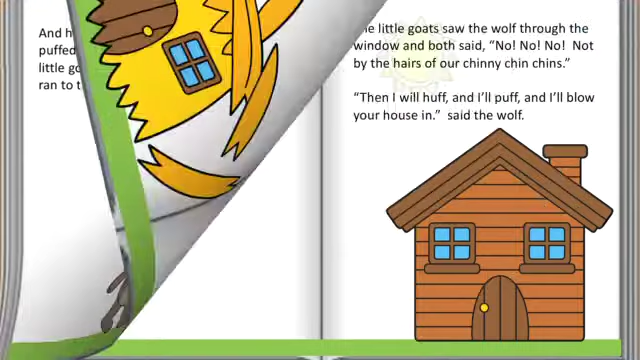 And h
puffed
little go
ran to t
he little goats saw the wolf through the
window and both said, “No! No! No!  Not
by the hairs of our chinny chin chins.”
“Then I will huff, and I’ll puff, and I’ll blow
your house in.”  said the wolf.